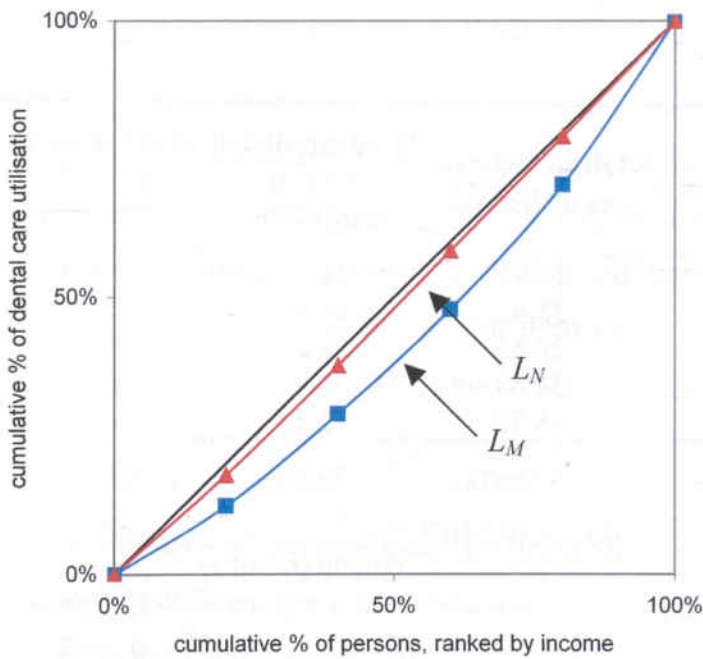 100%
cumulative % of dental care utilisation
50%
L_N
L_M
0%
0%
50%
100%
cumulative % of persons, ranked by income